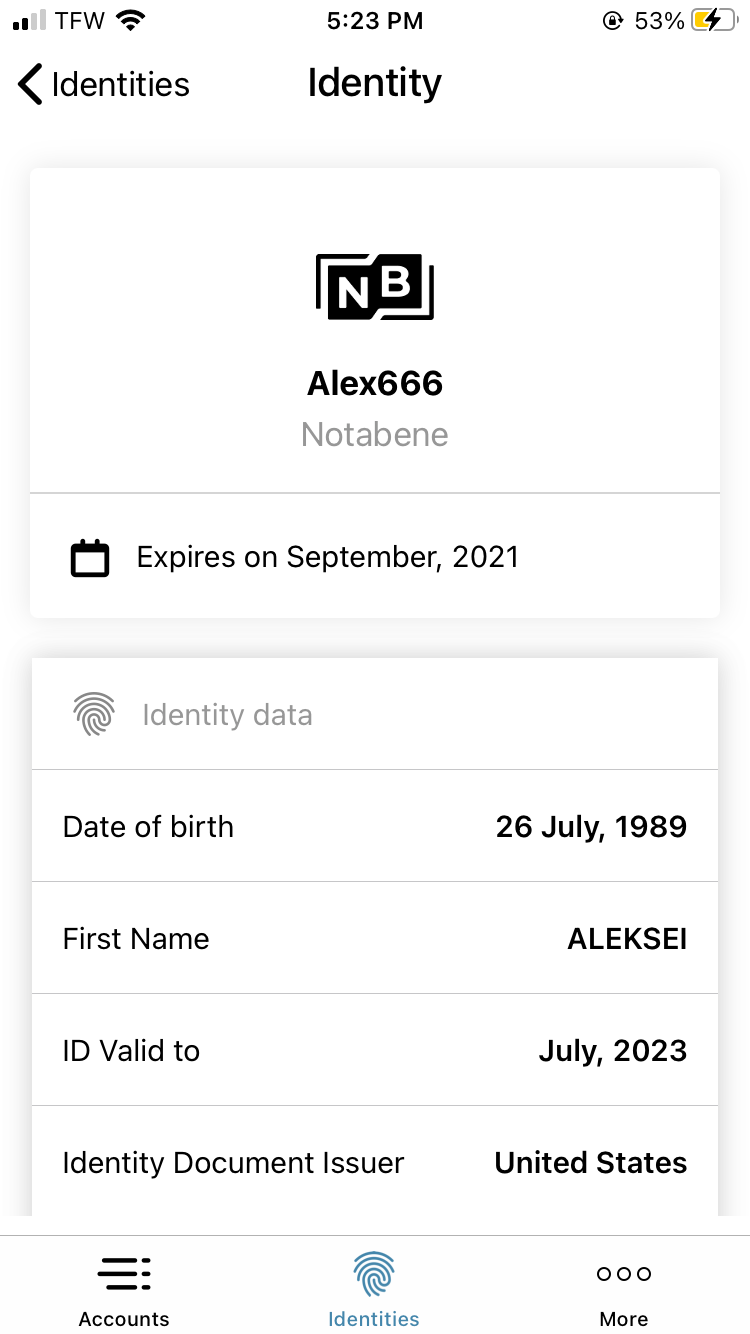 TFW 5:23 PM 53%
Identities Identity
NB
Alex666
Notabene
Expires on September, 2021
Identity data
Date of birth 26 July, 1989
First Name ALEKSEI
ID Valid to July, 2023
Identity Document Issuer United States
Accounts Identities More